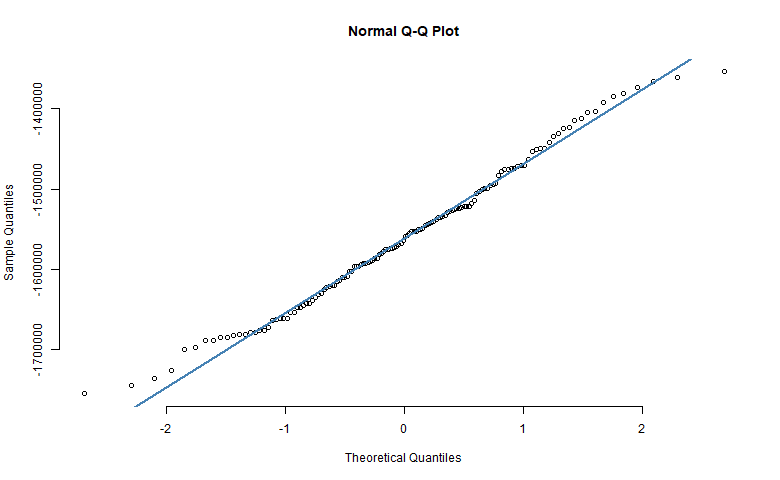 Normal Q-Q Plot
Sample Quantiles
-1400000
-1500000
-1600000
-1700000
-2 -1 0 1 2
Theoretical Quantiles